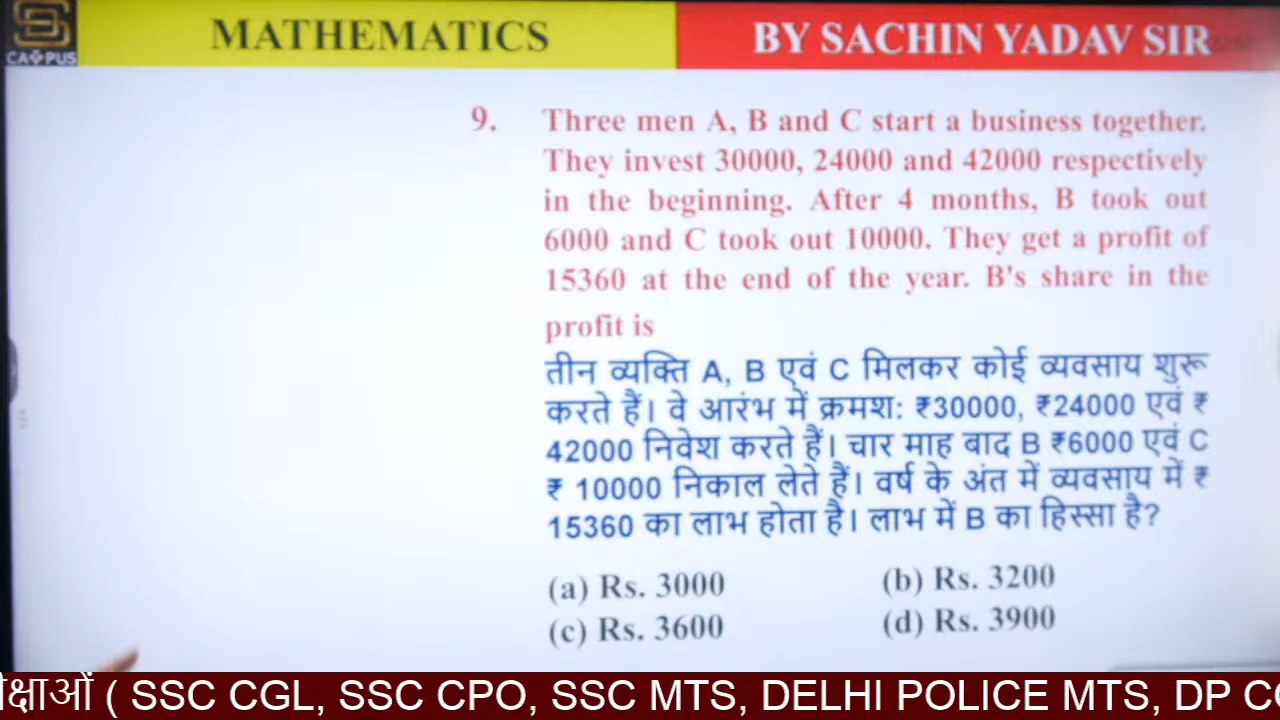 CAMPUS
MATHEMATICS
BY SACHIN YADAV SIR
9. Three men A, B and C start a business together.
They invest 30000, 24000 and 42000 respectively
in the beginning. After 4 months, B took out
6000 and C took out 10000. They get a profit of
15360 at the end of the year. B's share in the
profit is
तीन व्यक्ति A, B एवं C मिलकर कोई व्यवसाय शुरू
करते हैं। वे आरंभ में क्रमश: ₹30000, ₹24000 एवं ₹
42000 निवेश करते हैं। चार माह बाद B ₹6000 एवं C
₹ 10000 निकाल लेते हैं। वर्ष के अंत में व्यवसाय में ₹
15360 का लाभ होता है। लाभ में B का हिस्सा है?
(a) Rs. 3000 (b) Rs. 3200
(c) Rs. 3600 (d) Rs. 3900
( SSC CGL, SSC CPO, SSC MTS, DELHI POLICE MTS, DP